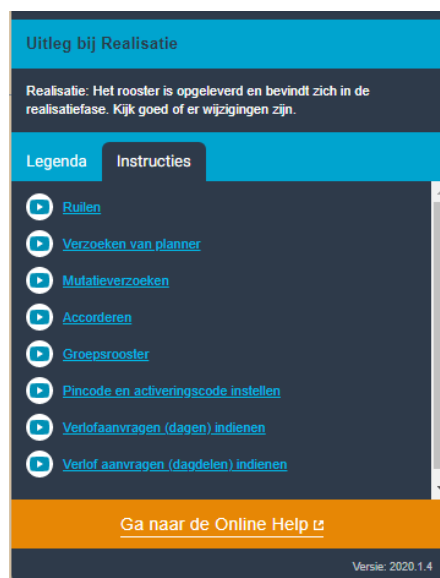 Uitleg bij Realisatie
Realisatie: Het rooster is opgeleverd en bevindt zich in de
realisatiefase. Kijk goed of er wijzigingen zijn.
Legenda Instructies
Ruilen
Verzoeken van planner
Mutatieverzoeken
Accorderen
Groepsrooster
Pincode en activeringscode instellen
Verlofaanvragen (dagen) indienen
Verlof aanvragen (dagdelen) indienen
Ga naar de Online Help
Versie: 2020.1.4